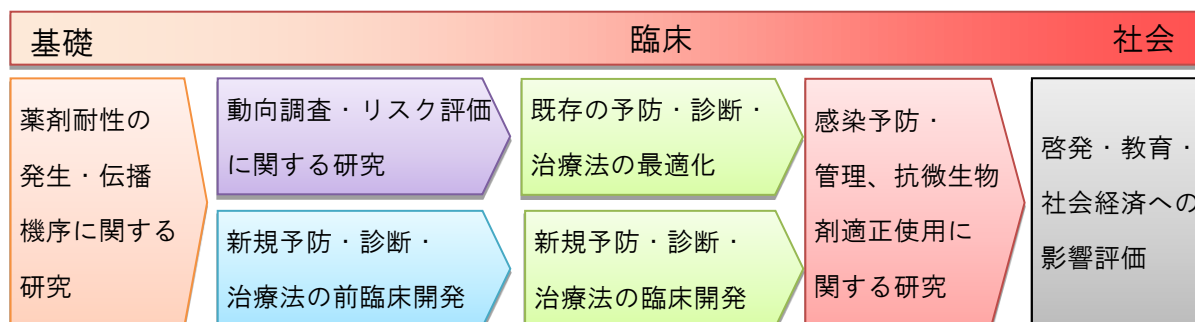 基礎
臨床
社会
薬剤耐性の
発生・伝播
機序に関する
研究
動向調査・リスク評価
に関する研究
新規予防・診断・
治療法の前臨床開発
既存の予防・診断・
治療法の最適化
新規予防・診断・
治療法の臨床開発
感染予防・
管理、抗微生物
剤適正使用に
関する研究
啓発・教育・
社会経済への
影響評価